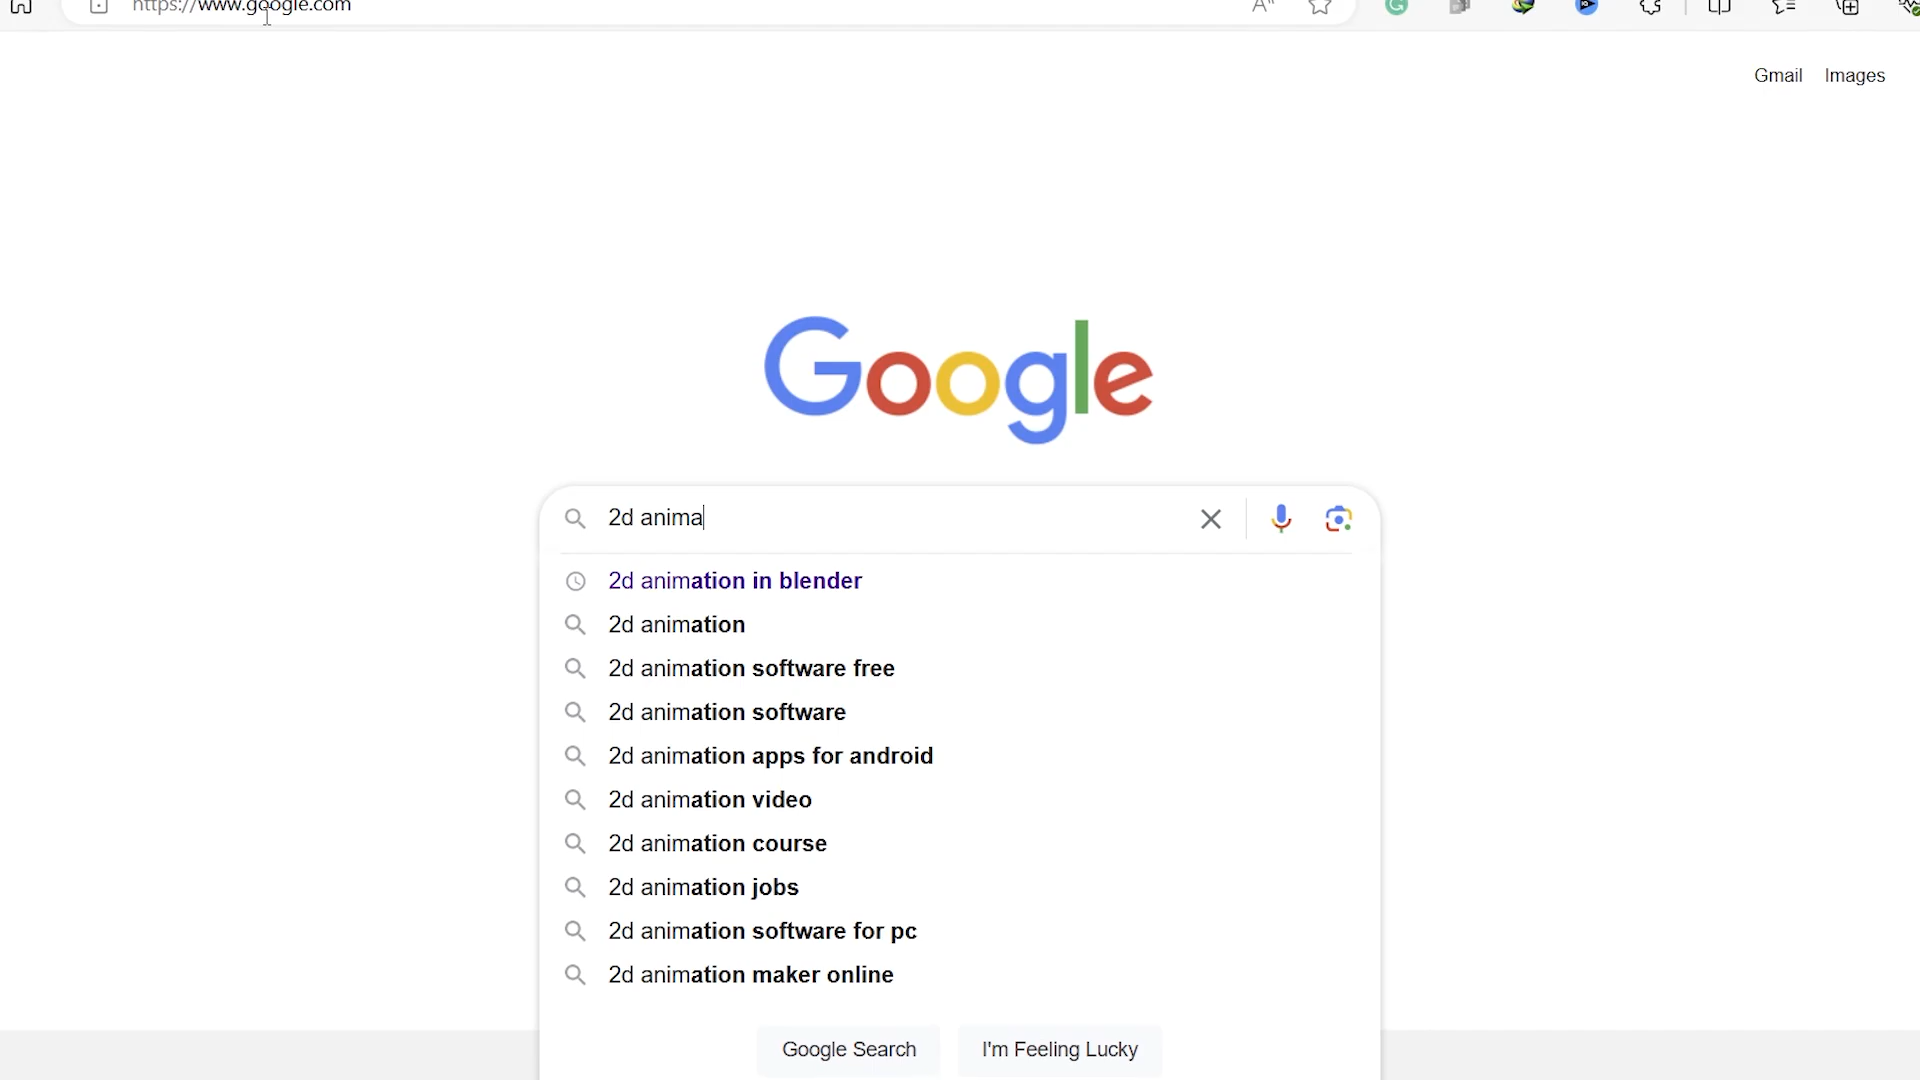 https://www.google.com
Gmail Images
Google
2d anima
2d animation in blender
2d animation
2d animation software free
2d animation software
2d animation apps for android
2d animation video
2d animation course
2d animation jobs
2d animation software for pc
2d animation maker online
Google Search I'm Feeling Lucky